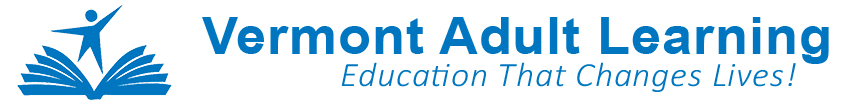 Vermont Adult Learning
Education That Changes Lives!